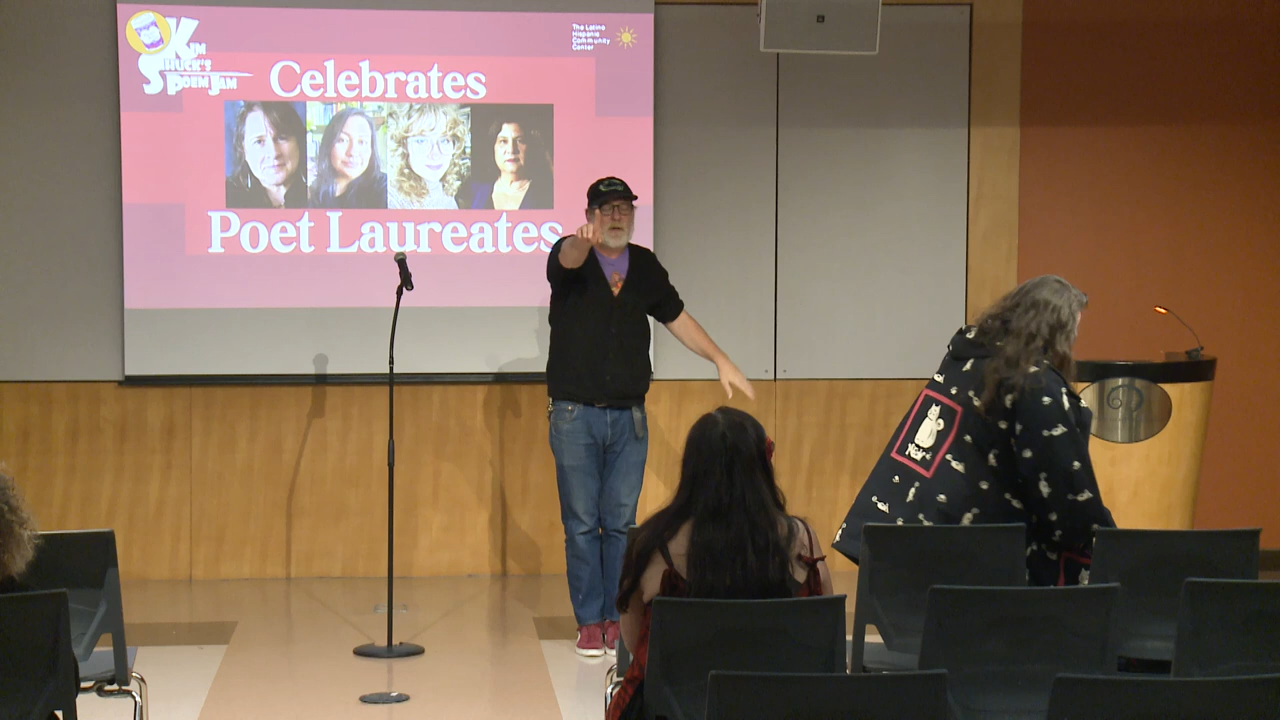 Kim
Shuck's
Poem Jam
The Latino
Hispanic
Community
Center
Celebrates
Poet Laureates